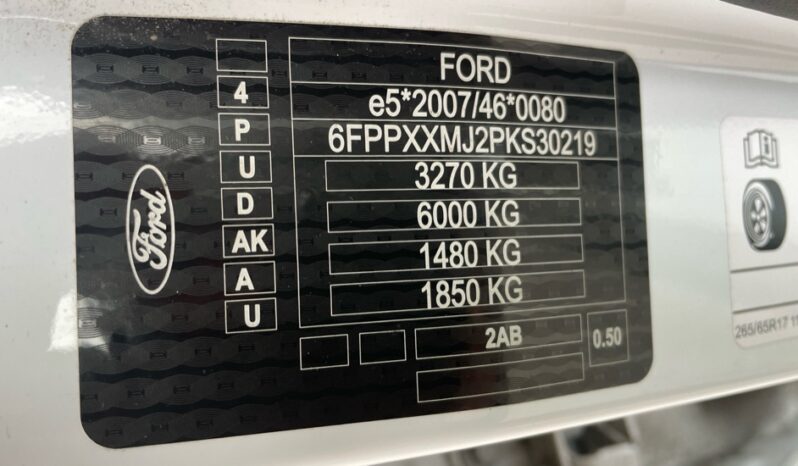 FORD
e5*2007/46*0080
6FPPXXMJ2PKS30219
3270 KG
6000 KG
1480 KG
1850 KG
2AB
0.50
4
P
U
D
AK
A
U
Ford
265/65R17